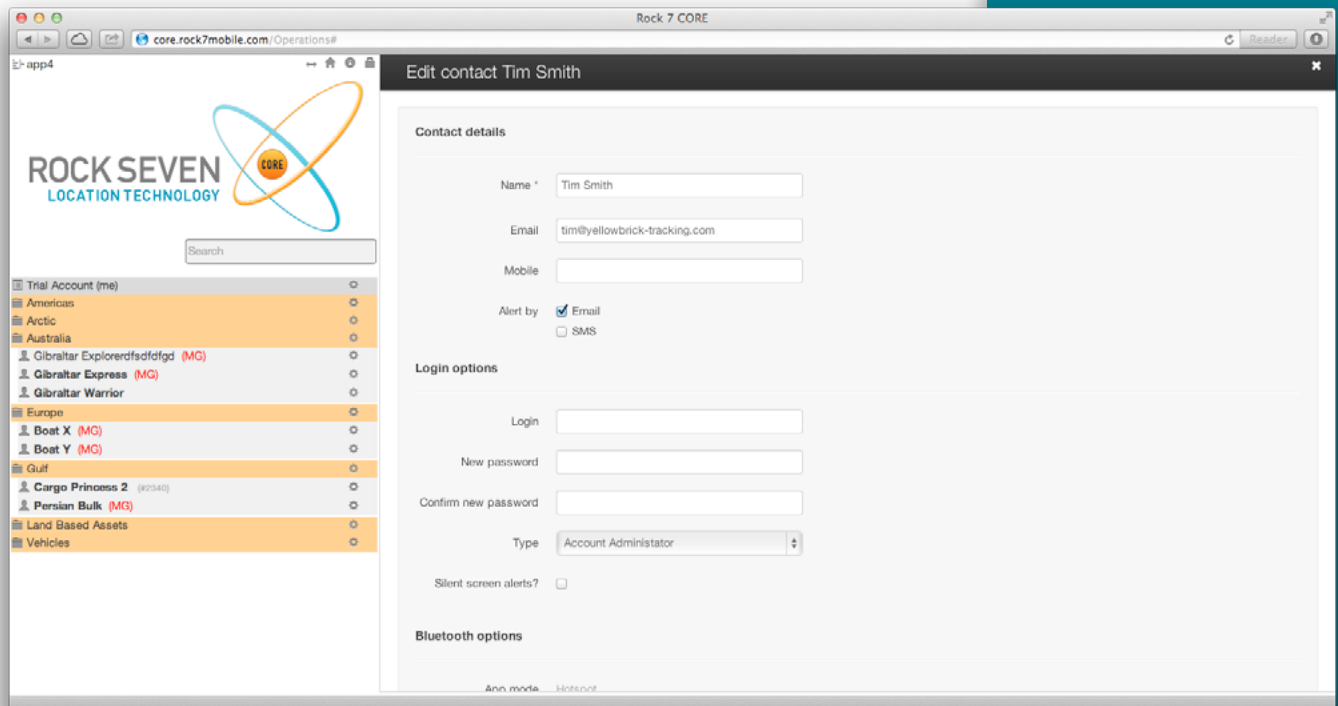 Rock 7 CORE
core.rock7mobile.com/Operations#
Reader
app4
ROCK SEVEN
LOCATION TECHNOLOGY
CORE
Search
Trial Account (me)
Americas
Arctic
Australia
Gibraltar Explorerdfsdfdfgd (MG)
Gibraltar Express (MG)
Gibraltar Warrior
Europe
Boat X (MG)
Boat Y (MG)
Gulf
Cargo Princess 2 (#2340)
Persian Bulk (MG)
Land Based Assets
Vehicles
Edit contact Tim Smith
Contact details
Name * Tim Smith
Email tim@yellowbrick-tracking.com
Mobile
Alert by Email
SMS
Login options
Login
New password
Confirm new password
Type Account Administator
Silent screen alerts?
Bluetooth options
App mode Hotspot